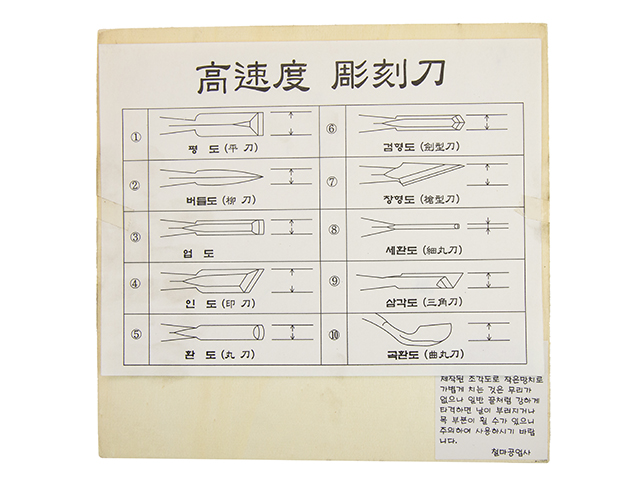 高速度 彫刻刀
①
평 도 (平 刀)
②
버들도 (柳 刀)
③
엄 도
④
인 도 (印 刀)
⑤
환 도 (丸 刀)
⑥
검형도 (劍型刀)
⑦
창형도 (槍型刀)
⑧
세환도 (細丸刀)
⑨
삼각도 (三角刀)
⑩
곡환도 (曲丸刀)
제작된 조각도로 작은망치로
가볍게 치는 것은 무리가
없으나 일반 끌처럼 강하게
타격하면 날이 부러지거나
목 부분이 휠 수가 있으니
주의하여 사용하시기 바랍
니다.
철마공업사